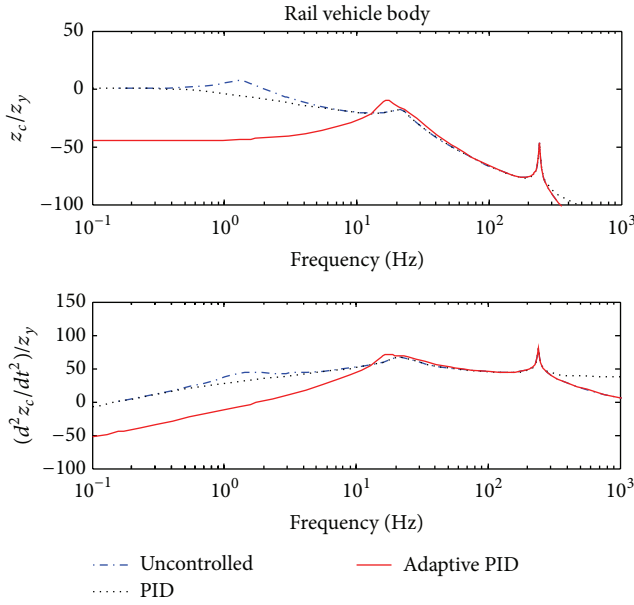 Rail vehicle body
z_c/z_y
50
0
−50
−100
10^−1 10^0 10^1 10^2 10^3
Frequency (Hz)
(d^2z_c/dt^2)/z_y
150
100
50
0
−50
−100
10^−1 10^0 10^1 10^2 10^3
Frequency (Hz)
Uncontrolled
PID
Adaptive PID